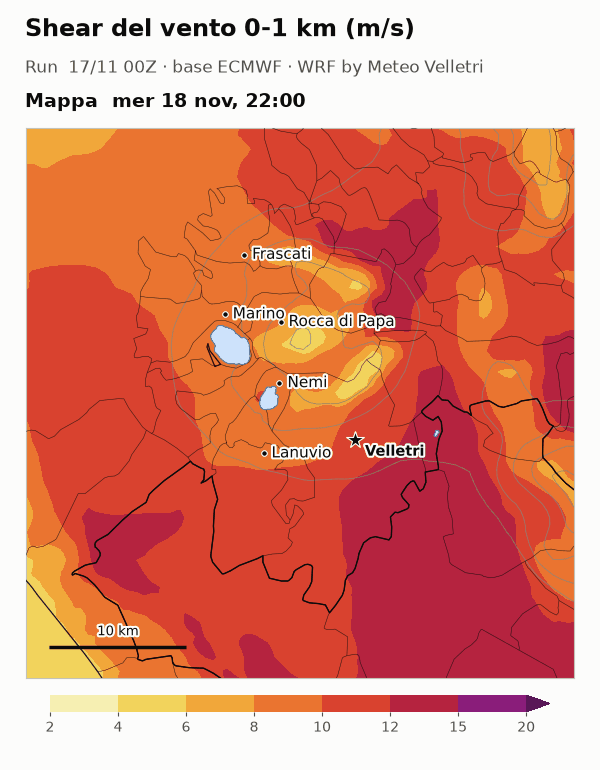 Shear del vento 0-1 km (m/s)
Run  17/11 00Z · base ECMWF · WRF by Meteo Velletri
Mappa  mer 18 nov, 22:00
Frascati
Marino
Rocca di Papa
Nemi
Velletri
Lanuvio
10 km
2 4 6 8 10 12 15 20